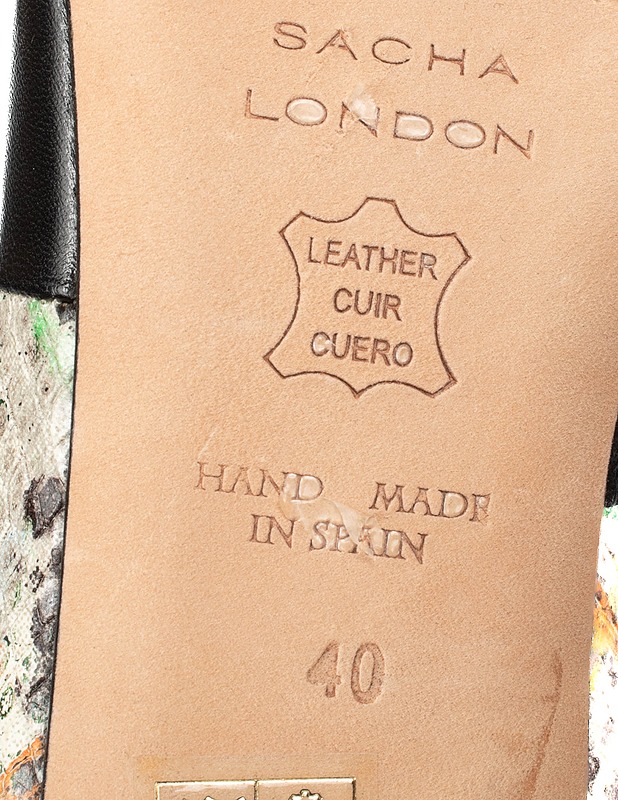 SACHA
LONDON
LEATHER
CUIR
CUERO
HAND MADE
IN SPAIN
40